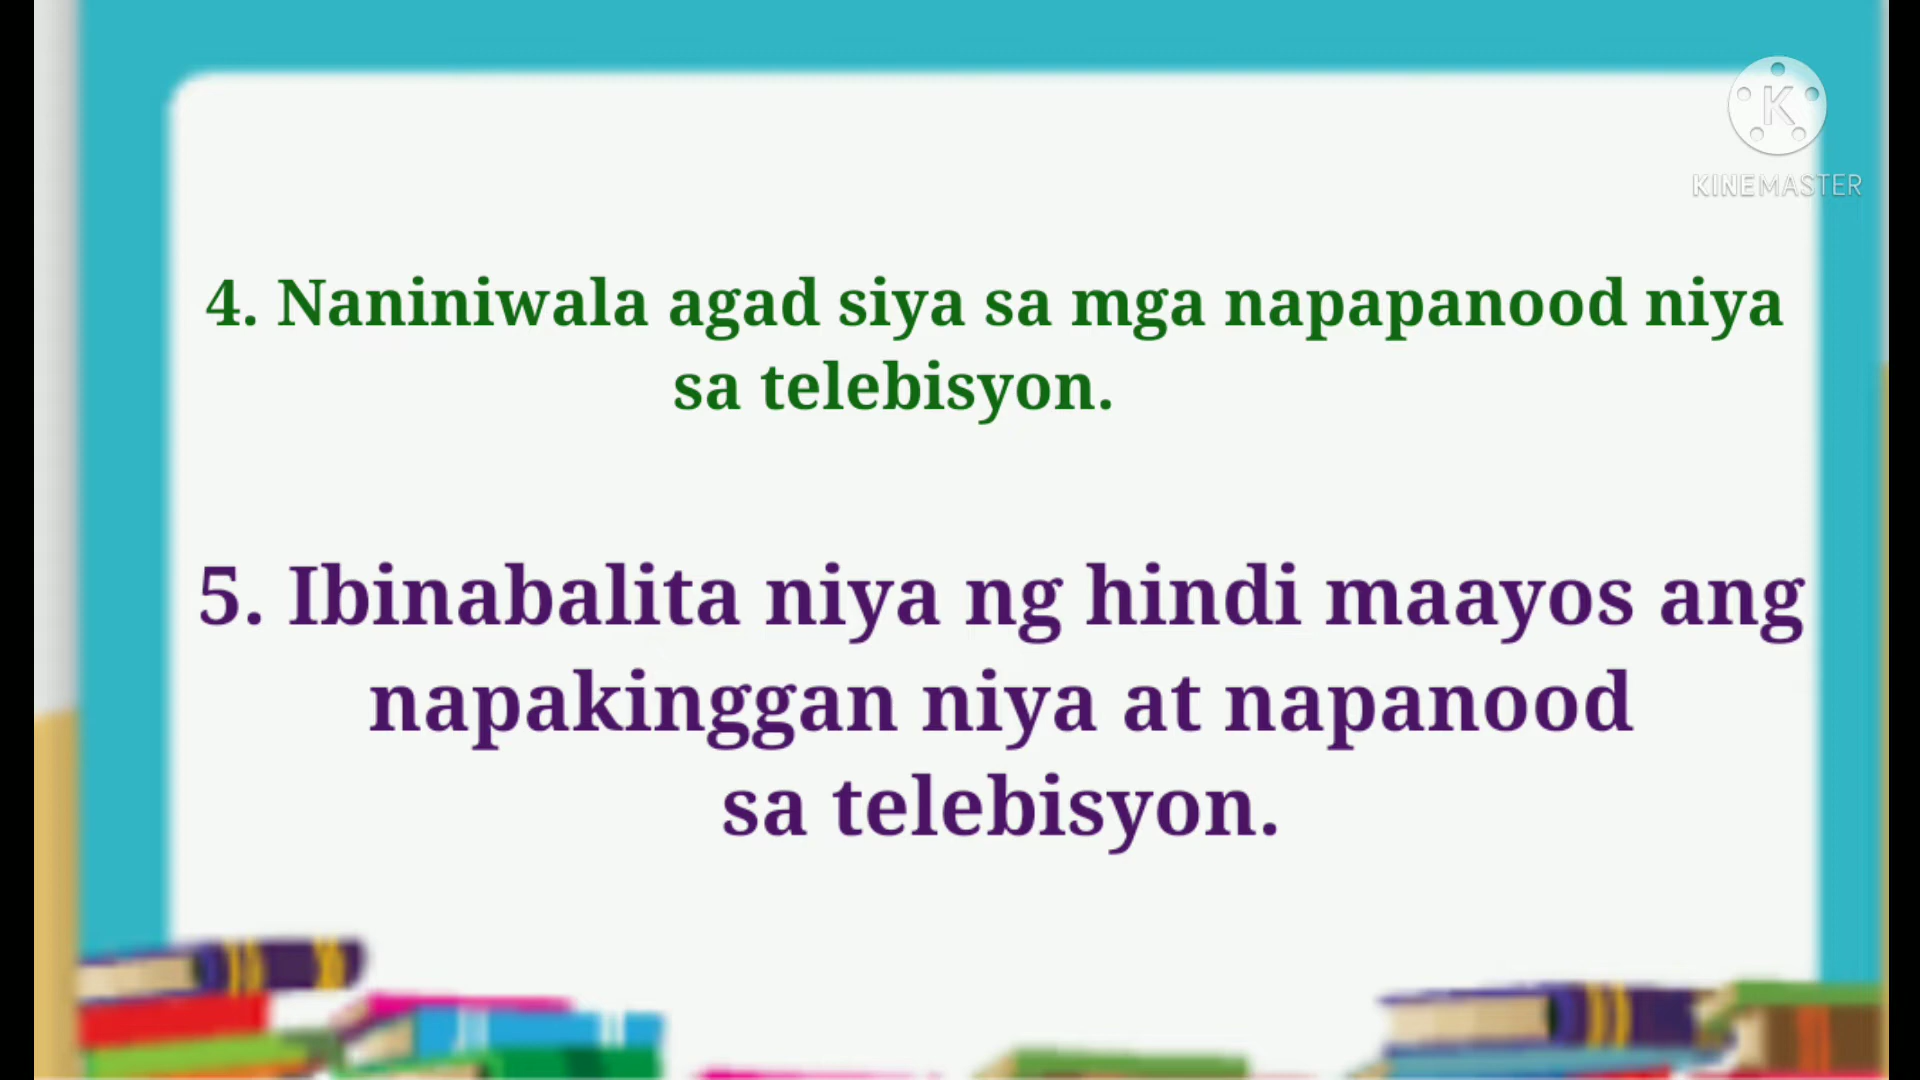 KINEMASTER
4. Naniniwala agad siya sa mga napapanood niya
sa telebisyon.
5. Ibinabalita niya ng hindi maayos ang
napakinggan niya at napanood
sa telebisyon.